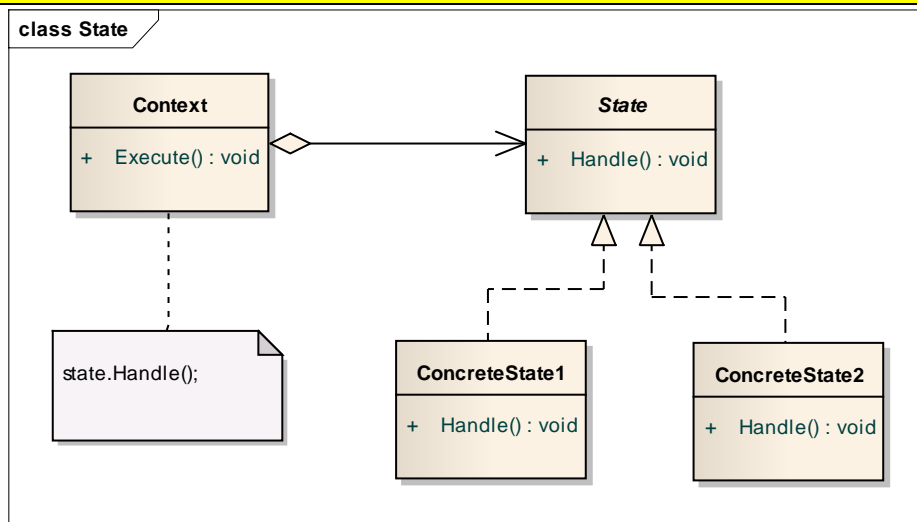 class State
Context
+ Execute() : void
State
+ Handle() : void
state.Handle();
ConcreteState1
+ Handle() : void
ConcreteState2
+ Handle() : void